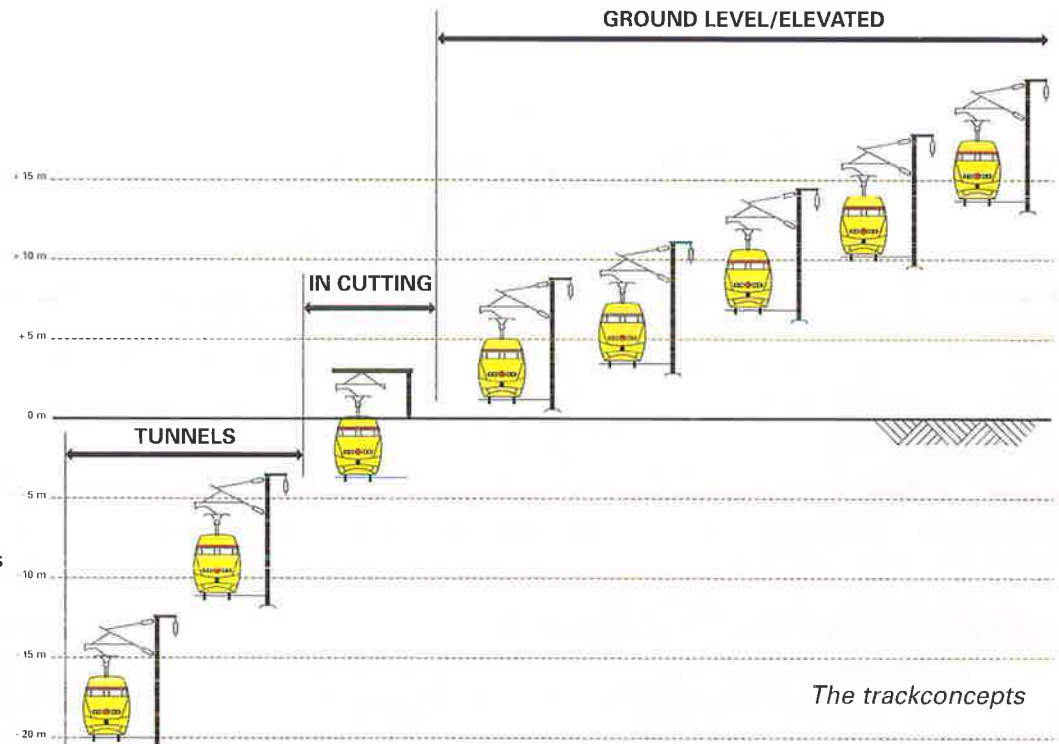 GROUND LEVEL/ELEVATED
+ 15 m
+ 10 m
IN CUTTING
+ 5 m
0 m
TUNNELS
- 5 m
s
- 10 m
- 15 m
The trackconcepts
- 20 m